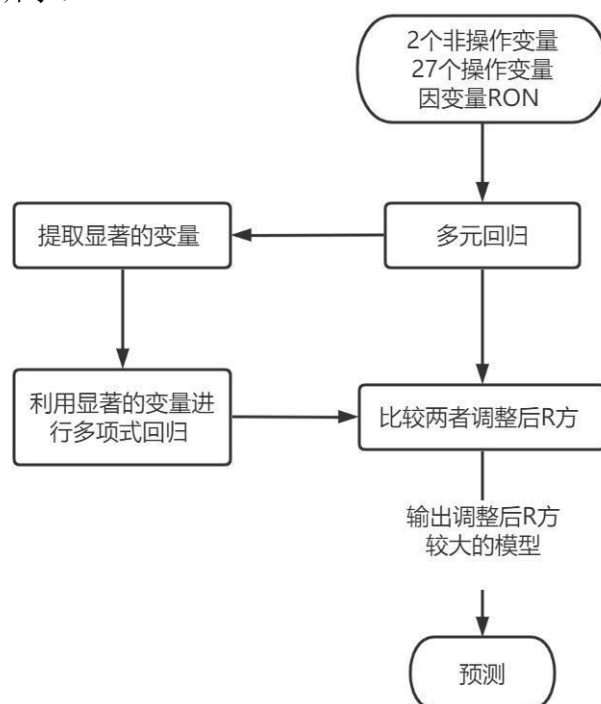 2个非操作变量
27个操作变量
因变量RON
提取显著的变量
多元回归
利用显著的变量进
行多项式回归
比较两者调整后R方
输出调整后R方
较大的模型
预测